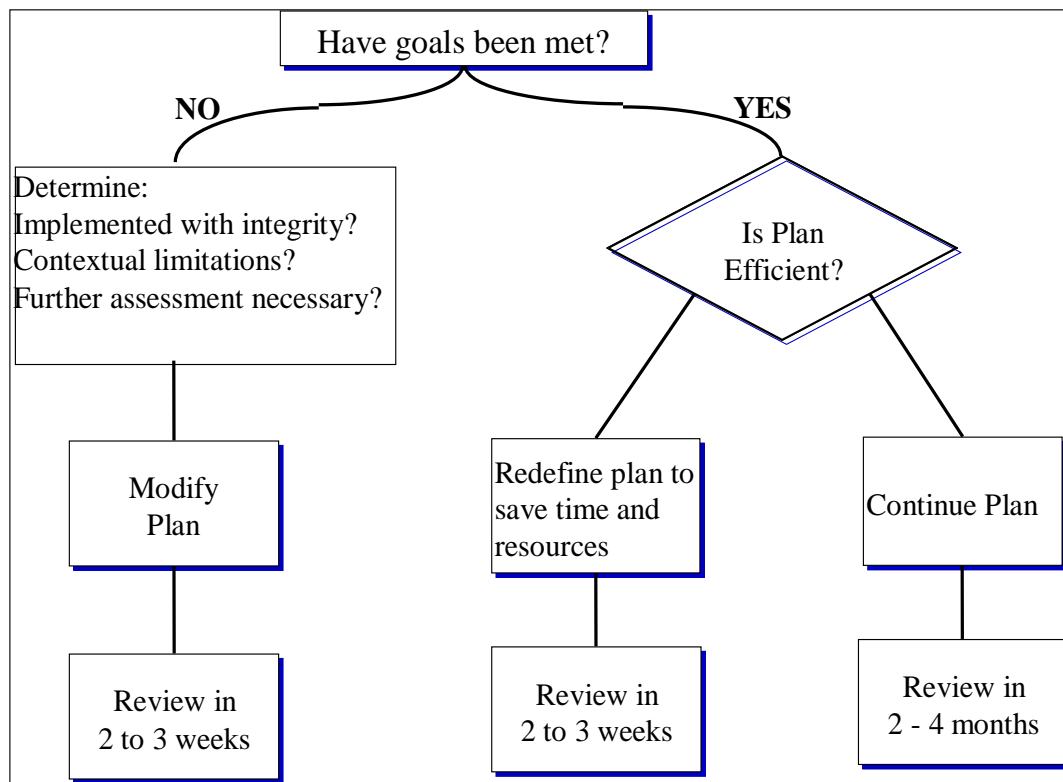 Have goals been met?
NO
YES
Determine:
Implemented with integrity?
Contextual limitations?
Further assessment necessary?
Is Plan
Efficient?
Modify
Plan
Redefine plan to
save time and
resources
Continue Plan
Review in
2 to 3 weeks
Review in
2 to 3 weeks
Review in
2 - 4 months